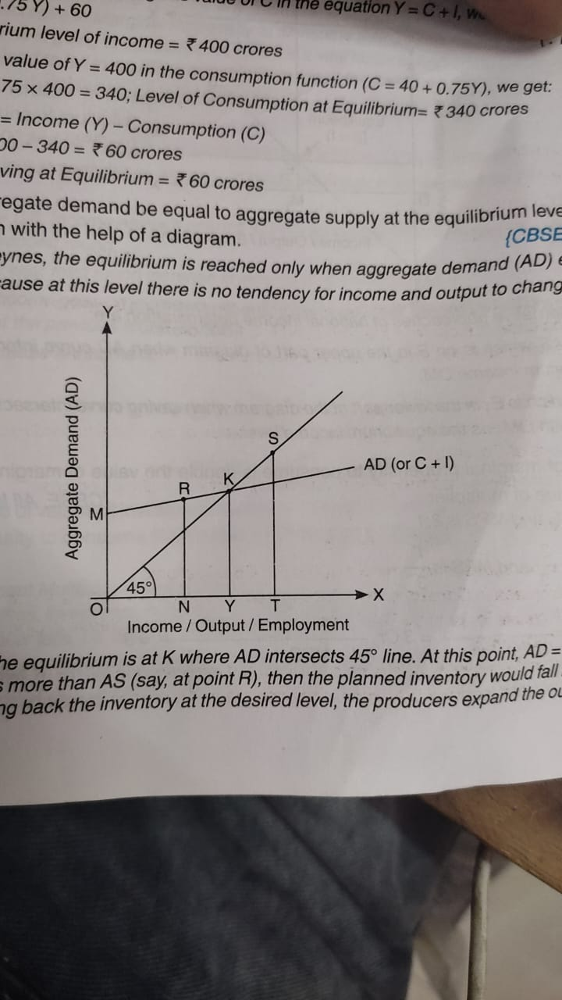 .75 Y) + 60
of C in the equation Y = C + I,
rium level of income = ₹400 crores
value of Y = 400 in the consumption function (C = 40 + 0.75Y), we get:
75 × 400 = 340; Level of Consumption at Equilibrium= ₹340 crores
= Income (Y) – Consumption (C)
00 – 340 = ₹60 crores
ving at Equilibrium = ₹60 crores
egate demand be equal to aggregate supply at the equilibrium leve
n with the help of a diagram.
{CBSE
ynes, the equilibrium is reached only when aggregate demand (AD) e
ause at this level there is no tendency for income and output to chang
Y
Aggregate Demand (AD)
S
AD (or C + I)
K
R
M
45°
X
O
N Y T
Income / Output / Employment
he equilibrium is at K where AD intersects 45° line. At this point, AD =
s more than AS (say, at point R), then the planned inventory would fall
ng back the inventory at the desired level, the producers expand the ou